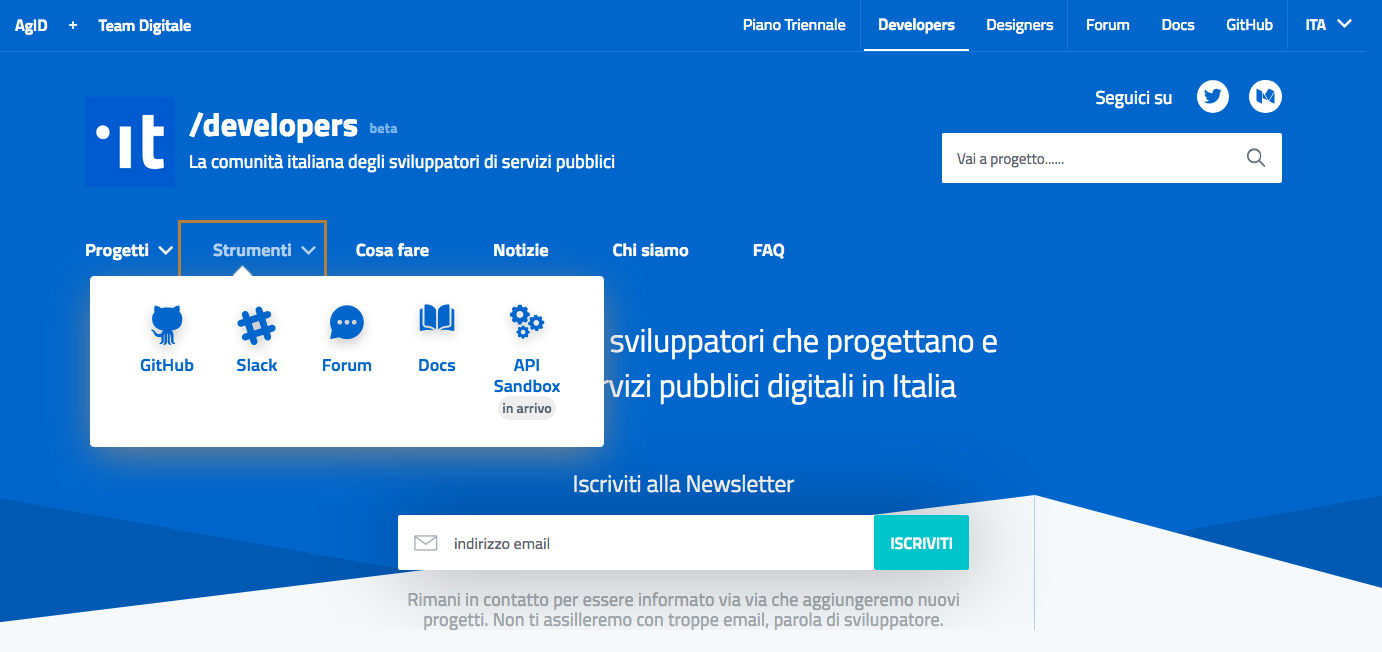 AgID + Team Digitale Piano Triennale Developers Designers Forum Docs GitHub ITA
Seguici su
.it /developers beta
La comunità italiana degli sviluppatori di servizi pubblici
Vai a progetto......
Progetti Strumenti Cosa fare Notizie Chi siamo FAQ
GitHub Slack Forum Docs API
Sandbox
in arrivo
sviluppatori che progettano e
vizi pubblici digitali in Italia
Iscriviti alla Newsletter
indirizzo email ISCRIVITI
Rimani in contatto per essere informato via via che aggiungeremo nuovi
progetti. Non ti assilleremo con troppe email, parola di sviluppatore.